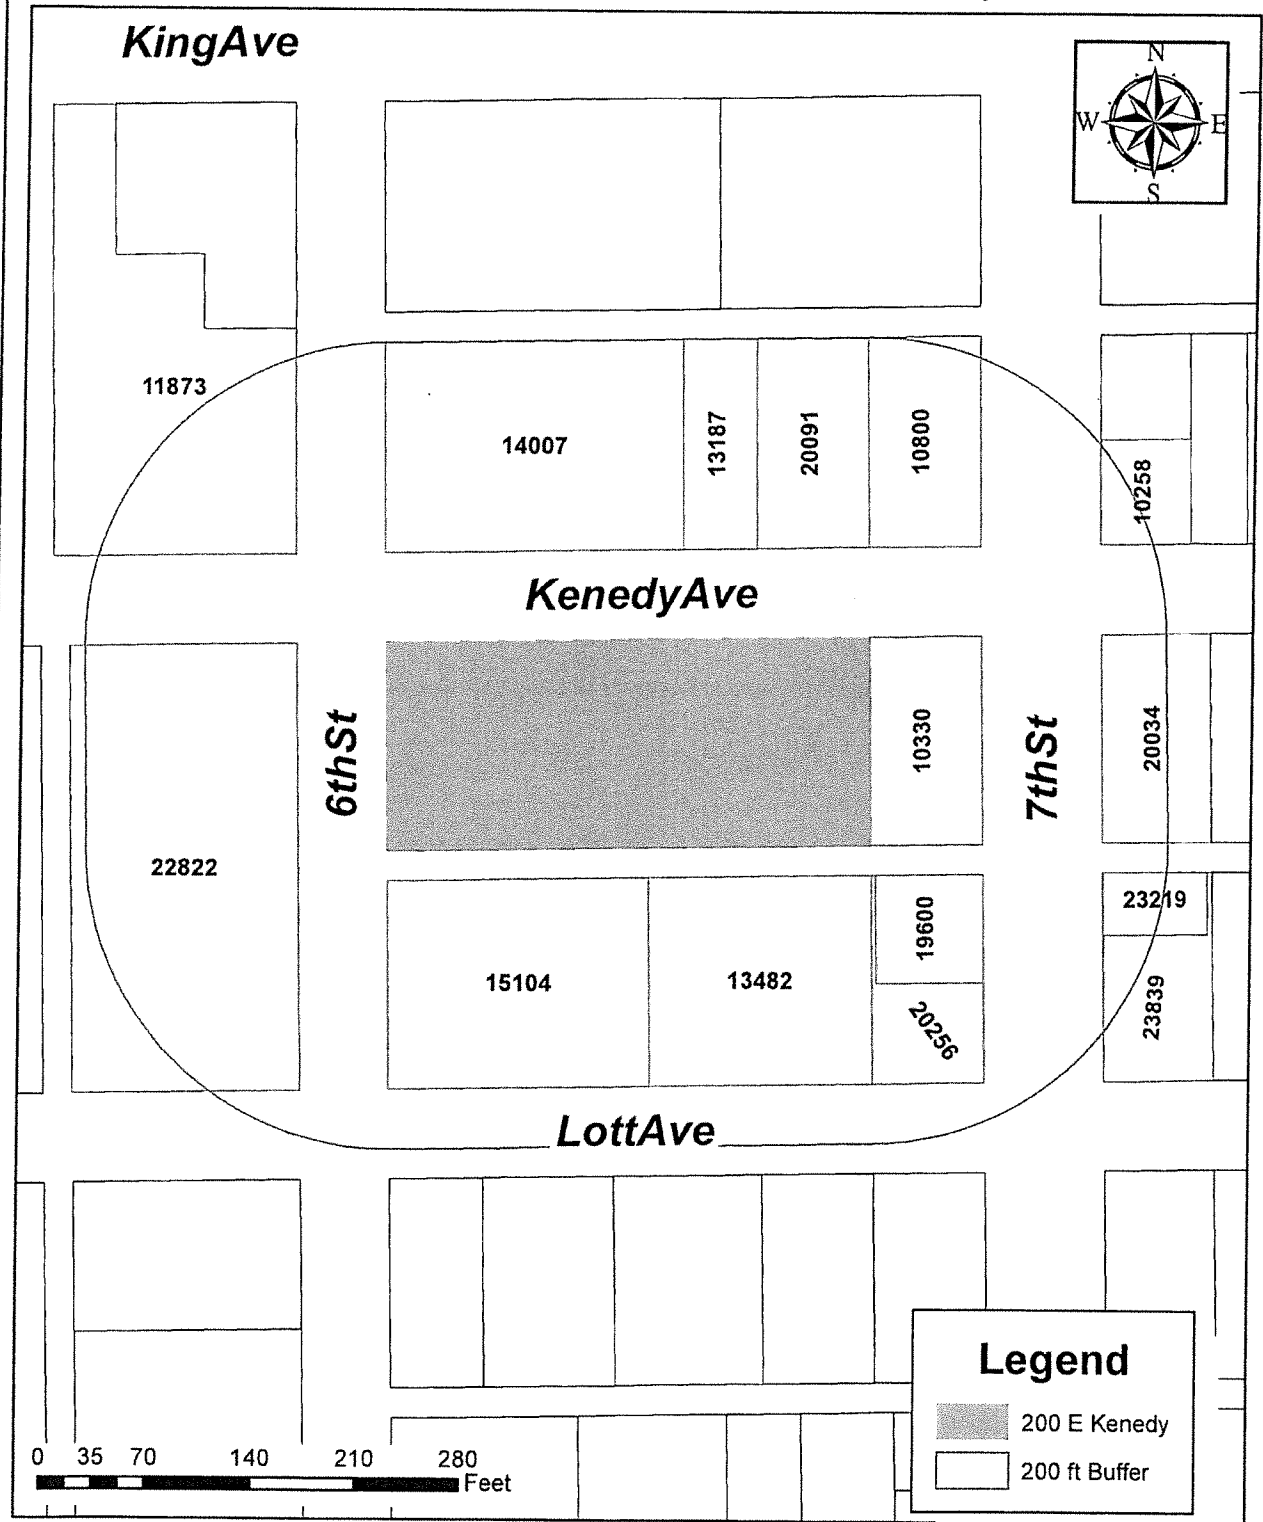 KingAve
N
W E
S
11873
14007
13187
20091
10800
10258
KenedyAve
6thSt
10330
7thSt
20034
22822
15104
13482
19600
20256
23219
23839
LottAve
Legend
200 E Kenedy
200 ft Buffer
0 35 70 140 210 280
Feet